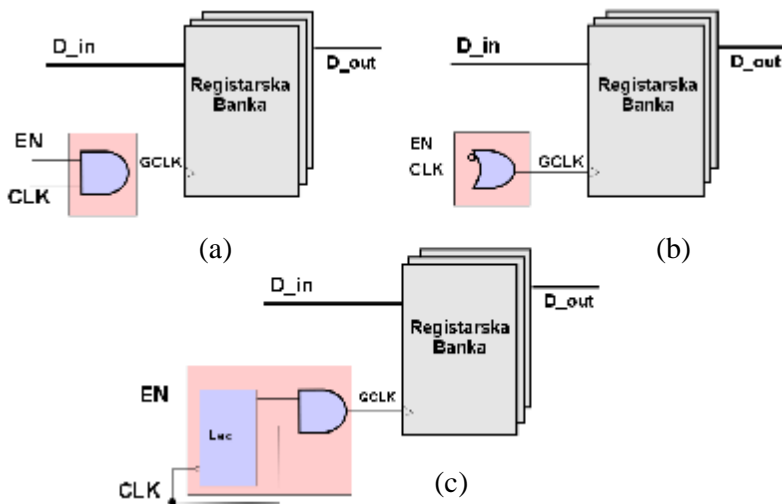 D_in
D_out
Registarska
Banka
EN
GCLK
CLK
(a)
D_in
D_out
Registarska
Banka
EN
CLK
GCLK
(b)
D_in
D_out
Registarska
Banka
EN
GCLK
Lec
CLK
(c)